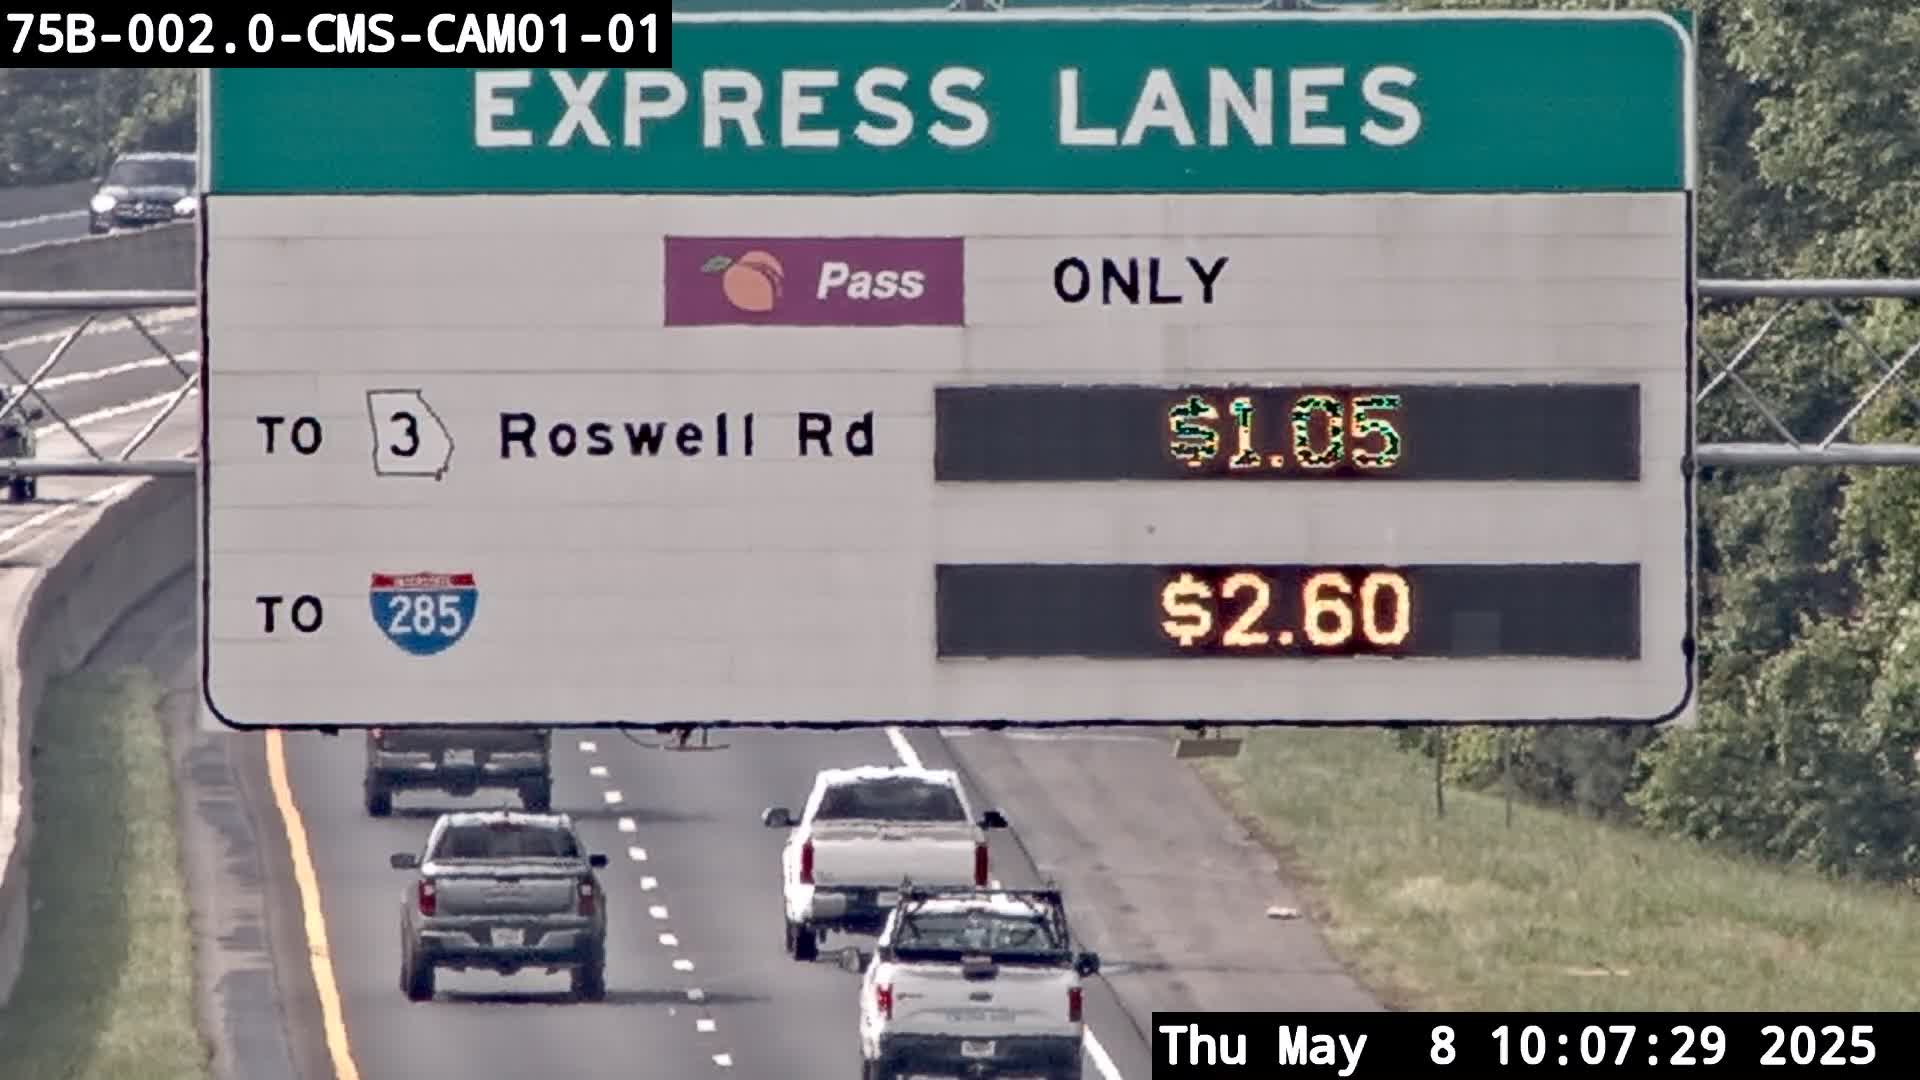 75B-002.0-CMS-CAM01-01
EXPRESS LANES
Pass ONLY
TO 3 Roswell Rd $1.05
TO 285 $2.60
Thu May 8 10:07:29 2025